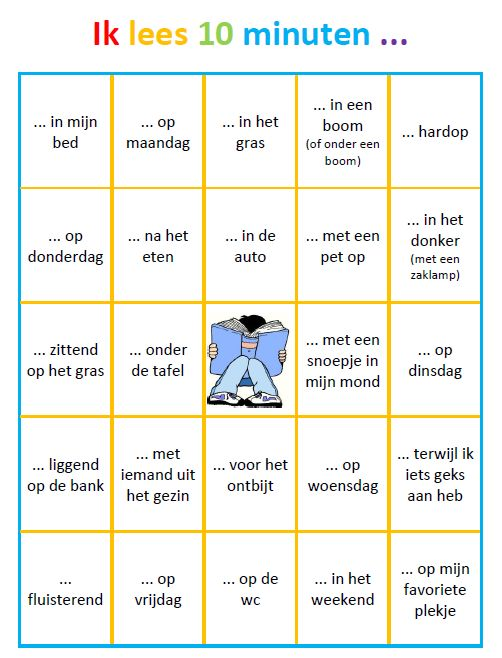 Ik lees 10 minuten ...
... in mijn
bed
... op
maandag
... in het
gras
... in een
boom
(of onder een
boom)
... hardop
... op
donderdag
... na het
eten
... in de
auto
... met een
pet op
... in het
donker
(met een
zaklamp)
... zittend
op het gras
... onder
de tafel
... met een
snoepje in
mijn mond
... op
dinsdag
... liggend
op de bank
... met
iemand uit
het gezin
... voor het
ontbijt
... op
woensdag
... terwijl ik
iets geks
aan heb
...
fluisterend
... op
vrijdag
... op de
wc
... in het
weekend
... op mijn
favoriete
plekje